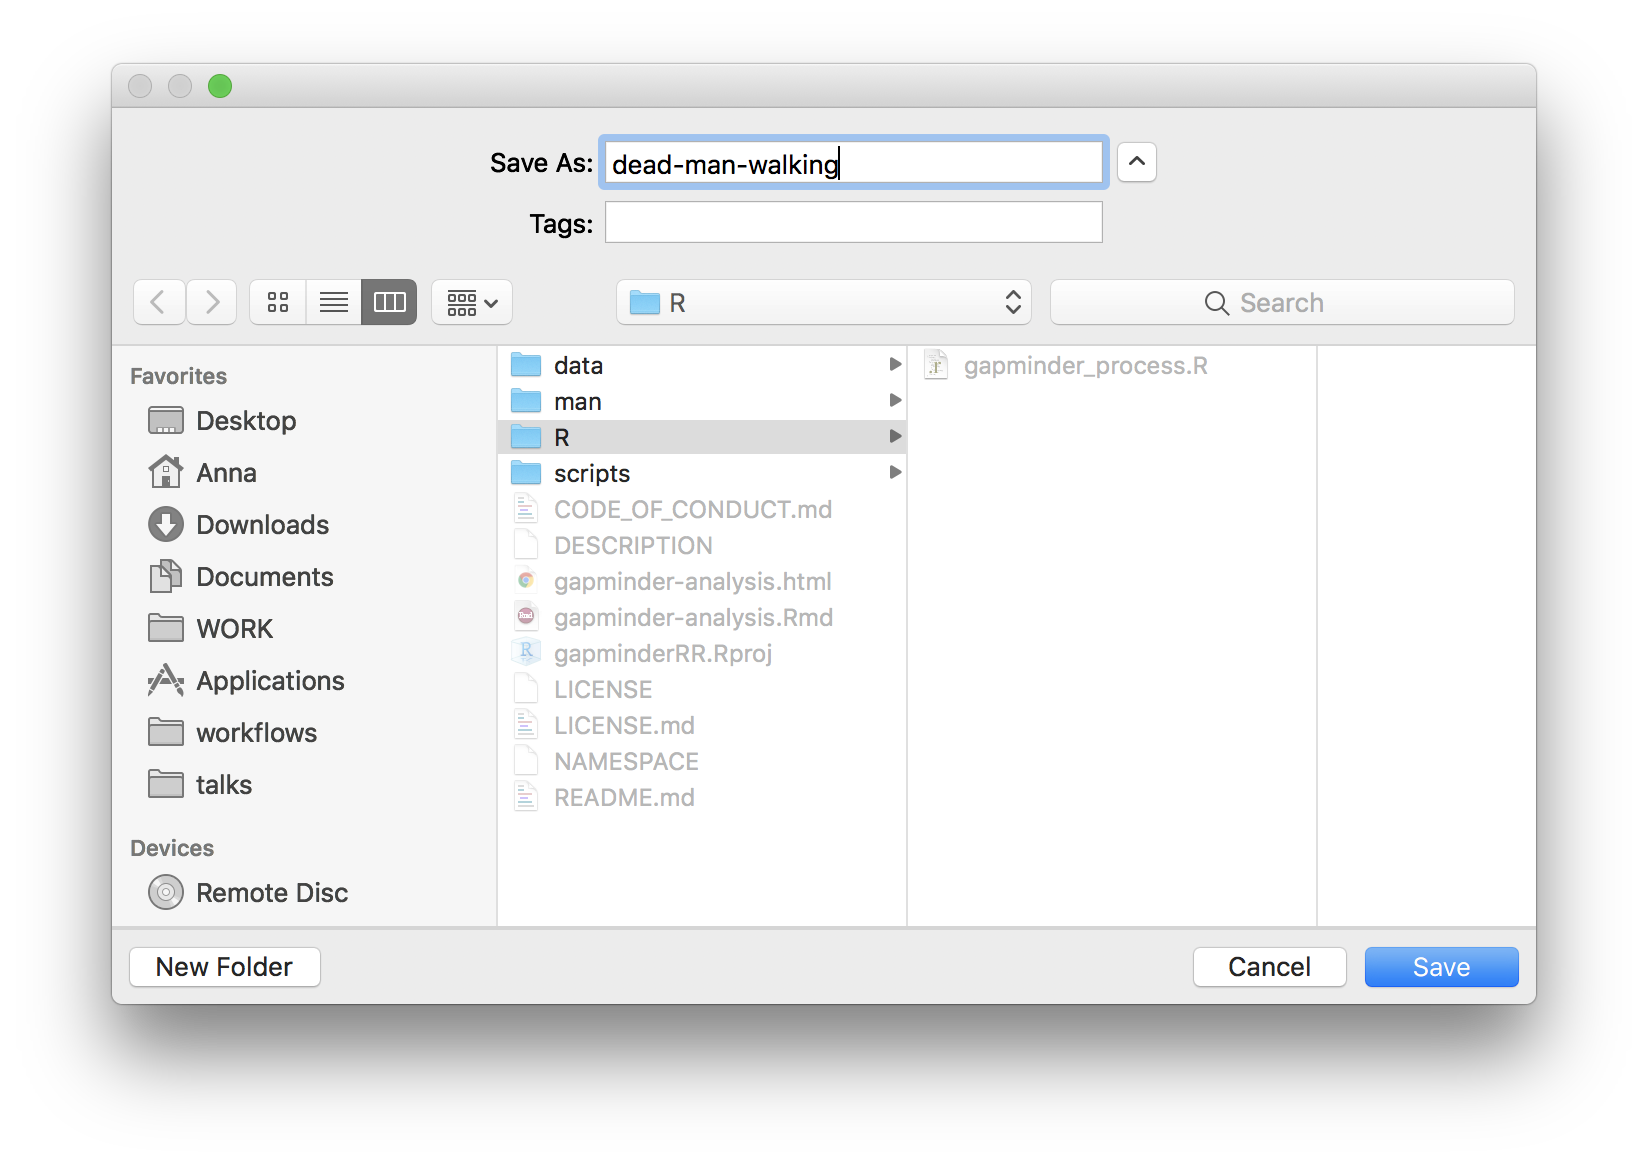 Save As: dead-man-walking
Tags:
R
Search
Favorites
Desktop
Anna
Downloads
Documents
WORK
Applications
workflows
talks
Devices
Remote Disc
data
man
R
scripts
CODE_OF_CONDUCT.md
DESCRIPTION
gapminder-analysis.html
gapminder-analysis.Rmd
gapminderRR.Rproj
LICENSE
LICENSE.md
NAMESPACE
README.md
gapminder_process.R
New Folder
Cancel
Save